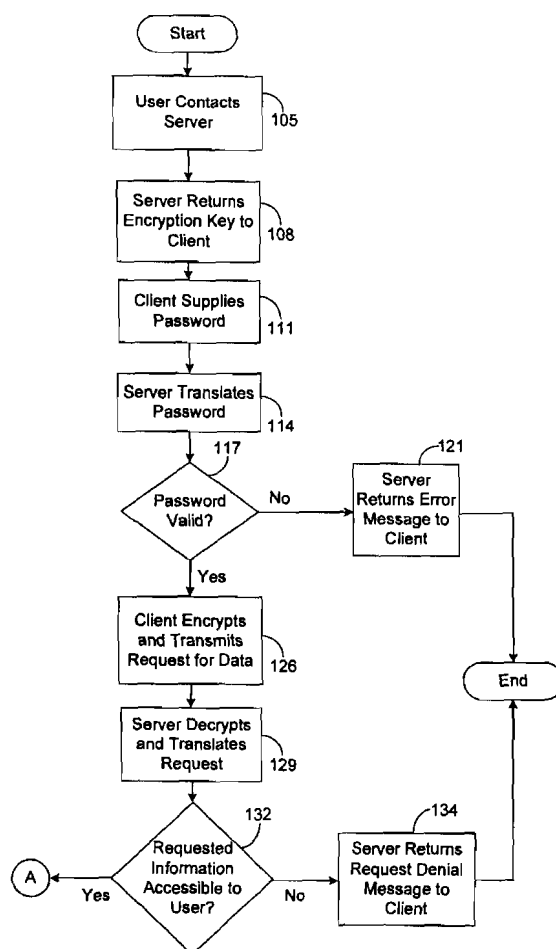 Start
User Contacts
Server
105
Server Returns
Encryption Key to
Client
108
Client Supplies
Password
111
Server Translates
Password
114
117
Password
Valid?
No
Yes
121
Server
Returns Error
Message to
Client
Client Encrypts
and Transmits
Request for Data
126
End
Server Decrypts
and Translates
Request
129
132
Requested
Information
Accessible to
User?
Yes
A
No
134
Server Returns
Request Denial
Message to
Client